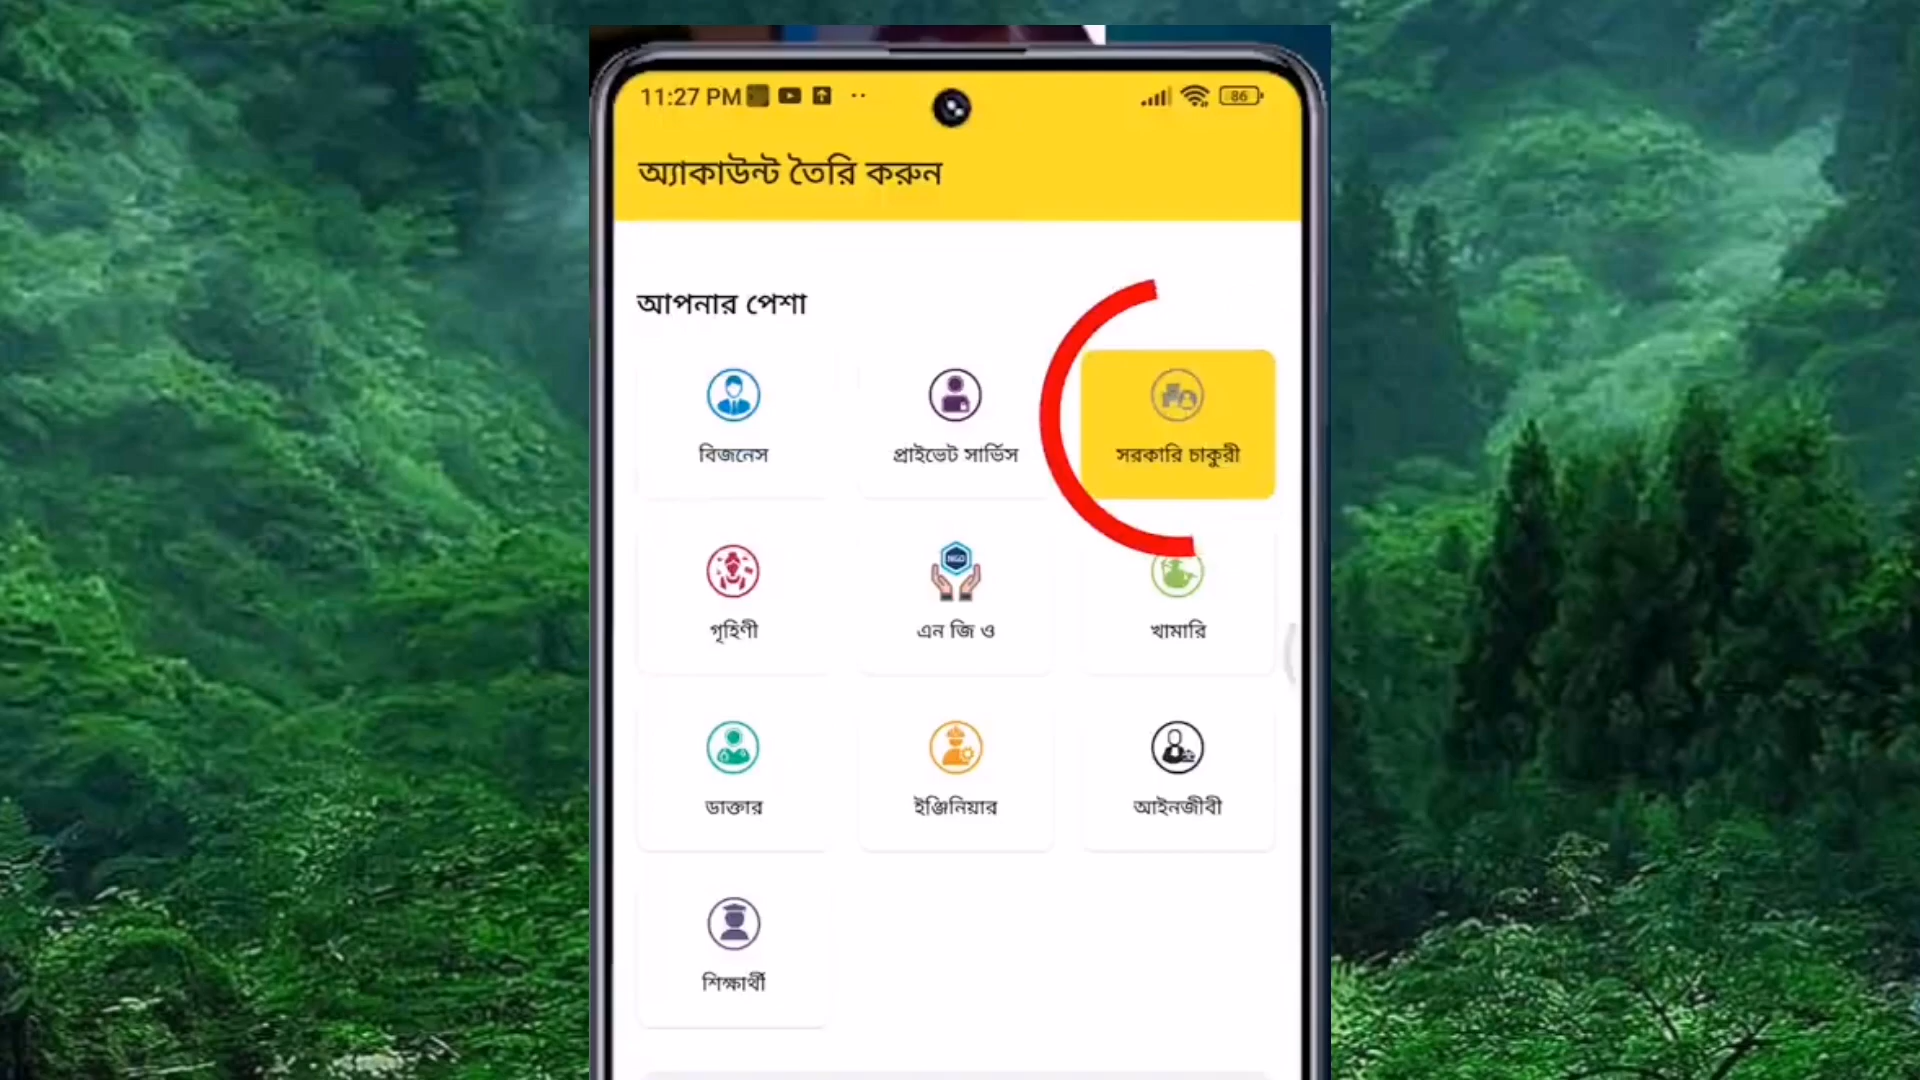 11:27 PM
86
অ্যাকাউন্ট তৈরি করুন
আপনার পেশা
বিজনেস
প্রাইভেট সার্ভিস
সরকারি চাকুরী
গৃহিণী
NGO
এন জি ও
খামারি
ডাক্তার
ইঞ্জিনিয়ার
আইনজীবী
শিক্ষার্থী